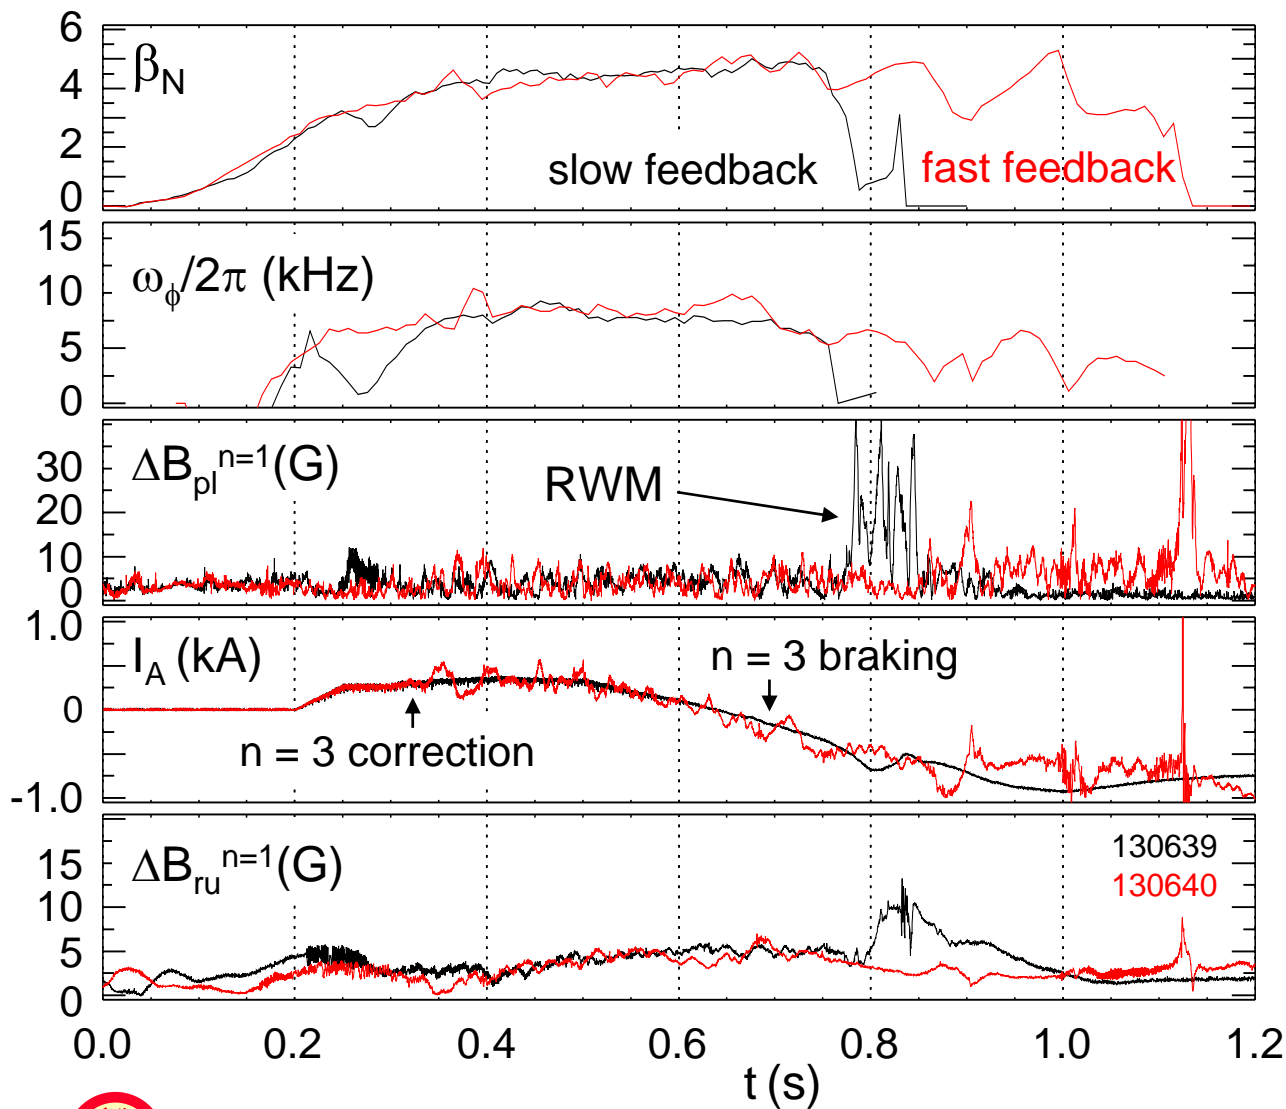 6
β_N
4
2
0
slow feedback
fast feedback
15
ω_ϕ/2π (kHz)
10
5
0
ΔB_pl^n=1 (G)
30
20
10
0
RWM
1.0
I_A (kA)
0
-1.0
n = 3 braking
n = 3 correction
ΔB_ru^n=1 (G)
130639
130640
15
10
5
0
0.0 0.2 0.4 0.6 0.8 1.0 1.2
t (s)